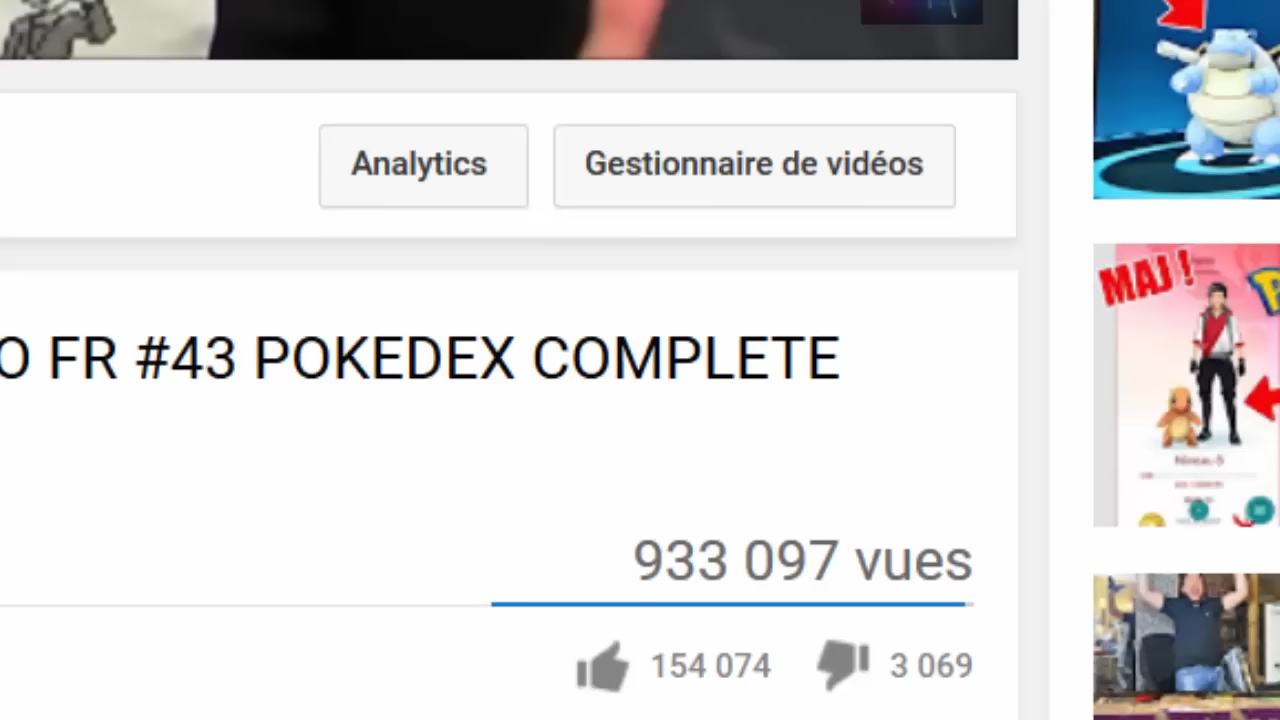 Analytics
Gestionnaire de vidéos
MAJ !
O FR #43 POKEDEX COMPLETE
933 097 vues
154 074
3 069